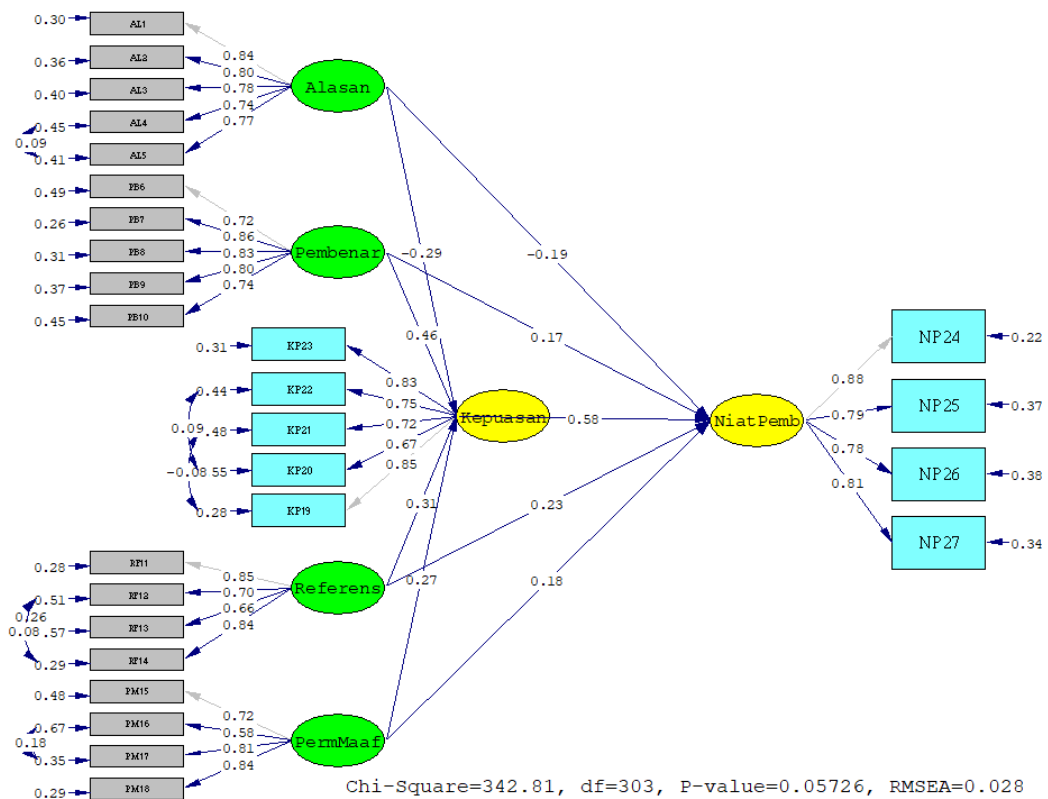 0.30 AL1
0.84
0.36 AL2
0.80
0.40 AL3
0.78
Alasan
0.74
0.45 AL4
0.77
0.09
0.41 AL5
0.49 PB6
0.72
0.26 PB7
0.86
0.31 PB8
0.83
Pembenar
-0.29
-0.19
0.80
0.37 PB9
0.74
0.45 PB10
0.46
0.17
0.31 KP23
0.83
0.44 KP22
0.75
0.09
.48 KP21
0.72
Kepuasan
0.58
NiatPemb
0.67
-0.08 55 KP20
0.85
0.28 KP19
0.88
NP24 0.22
0.79
NP25 0.37
0.78
NP26 0.38
0.81
NP27 0.34
0.31
0.23
0.28 RF11
0.85
0.51 RF12
0.70
0.26
0.08 .57 RF13
0.66
Referens
0.27
0.18
0.84
0.29 RF14
0.48 PM15
0.72
0.67 PM16
0.58
0.18
0.35 PM17
0.81
PermMaaf
0.84
0.29 PM18
Chi-Square=342.81, df=303, P-value=0.05726, RMSEA=0.028